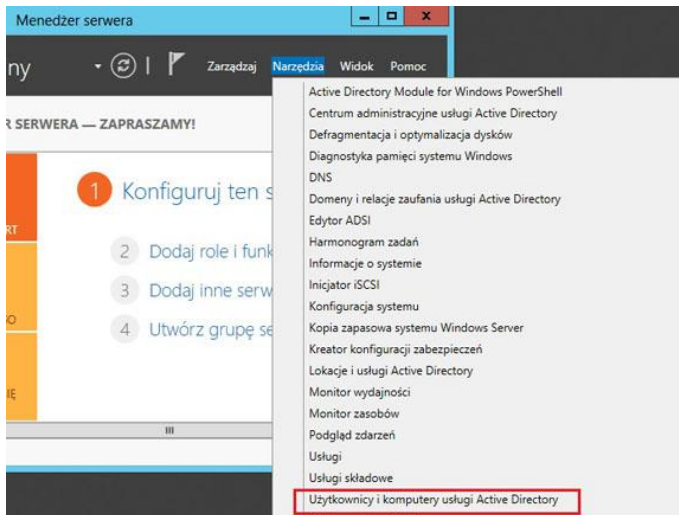 Menedżer serwera
ny
Zarządzaj Narzędzia Widok Pomoc
R SERWERA — ZAPRASZAMY!
RT
GO
IĘ
1 Konfiguruj ten s
2 Dodaj role i funk
3 Dodaj inne serw
4 Utwórz grupę se
Active Directory Module for Windows PowerShell
Centrum administracyjne usługi Active Directory
Defragmentacja i optymalizacja dysków
Diagnostyka pamięci systemu Windows
DNS
Domeny i relacje zaufania usługi Active Directory
Edytor ADSI
Harmonogram zadań
Informacje o systemie
Inicjator iSCSI
Konfiguracja systemu
Kopia zapasowa systemu Windows Server
Kreator konfiguracji zabezpieczeń
Lokacje i usługi Active Directory
Monitor wydajności
Monitor zasobów
Podgląd zdarzeń
Usługi
Usługi składowe
Użytkownicy i komputery usługi Active Directory